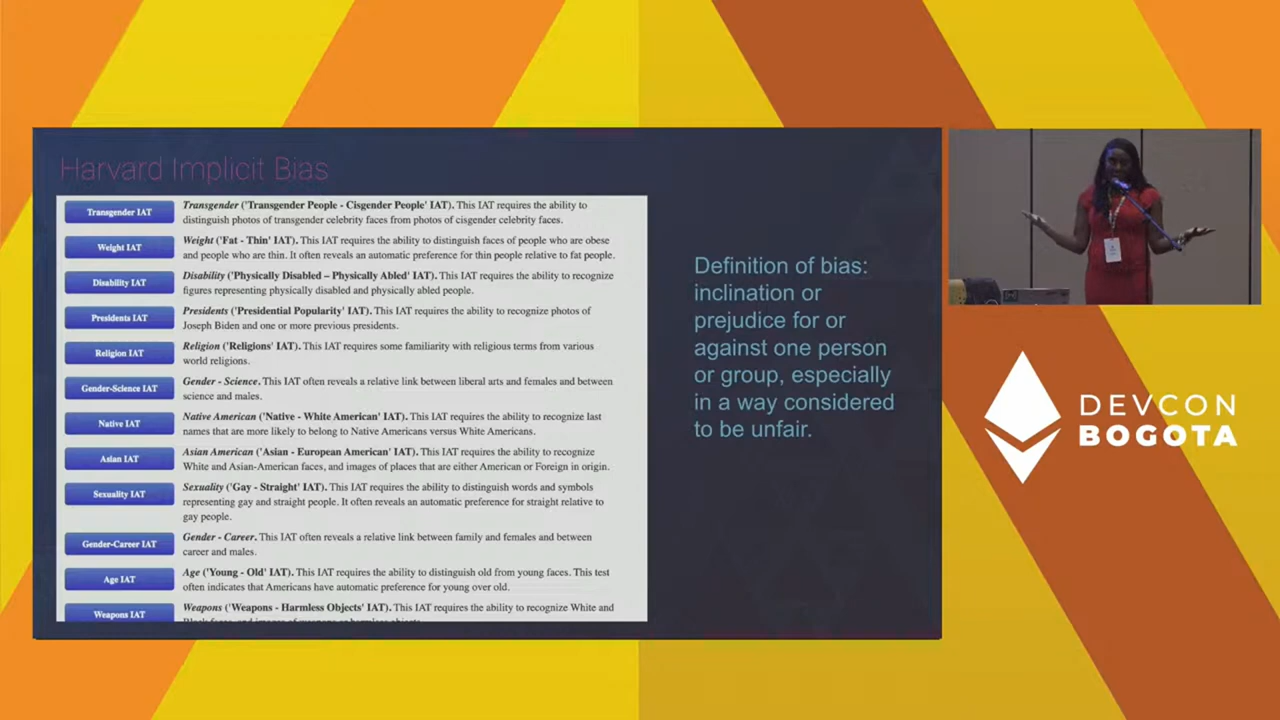 Harvard Implicit Bias
Transgender IAT
Transgender ('Transgender People - Cisgender People' IAT). This IAT requires the ability to
distinguish photos of transgender celebrity faces from photos of cisgender celebrity faces.
Weight IAT
Weight ('Fat - Thin' IAT). This IAT requires the ability to distinguish faces of people who are obese
and people who are thin. It often reveals an automatic preference for thin people relative to fat people.
Disability IAT
Disability ('Physically Disabled – Physically Abled' IAT). This IAT requires the ability to recognize
figures representing physically disabled and physically abled people.
Presidents IAT
Presidents ('Presidential Popularity' IAT). This IAT requires the ability to recognize photos of
Joseph Biden and one or more previous presidents.
Religion IAT
Religion ('Religions' IAT). This IAT requires some familiarity with religious terms from various
world religions.
Gender-Science IAT
Gender - Science. This IAT often reveals a relative link between liberal arts and females and between
science and males.
Native IAT
Native American ('Native - White American' IAT). This IAT requires the ability to recognize last
names that are more likely to belong to Native Americans versus White Americans.
Asian IAT
Asian American ('Asian - European American' IAT). This IAT requires the ability to recognize
White and Asian-American faces, and images of places that are either American or Foreign in origin.
Sexuality IAT
Sexuality ('Gay - Straight' IAT). This IAT requires the ability to distinguish words and symbols
representing gay and straight people. It often reveals an automatic preference for straight relative to
gay people.
Gender-Career IAT
Gender - Career. This IAT often reveals a relative link between family and females and between
career and males.
Age IAT
Age ('Young - Old' IAT). This IAT requires the ability to distinguish old from young faces. This test
often indicates that Americans have automatic preference for young over old.
Weapons IAT
Weapons ('Weapons - Harmless Objects' IAT). This IAT requires the ability to recognize White and
Definition of bias:
inclination or
prejudice for or
against one person
or group, especially
in a way considered
to be unfair.
DEVCON
BOGOTA